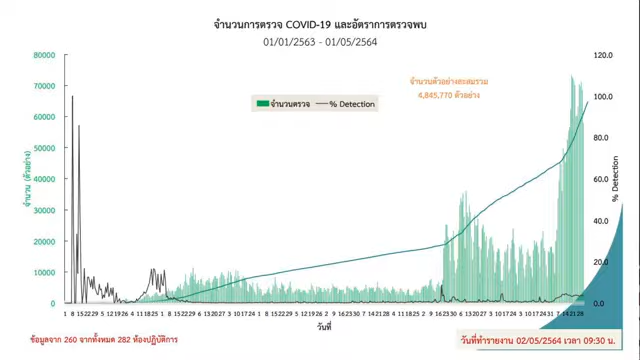 จำนวนการตรวจ COVID-19 และอัตราการตรวจพบ
01/01/2563 - 01/05/2564
จำนวนตัวอย่างสะสมรวม
4,845,770 ตัวอย่าง
จำนวนตรวจ
% Detection
จำนวน (ตัวอย่าง)
80000
70000
60000
50000
40000
30000
20000
10000
0
120.0
100.0
80.0
60.0
40.0
20.0
0.0
% Detection
วันที่
ข้อมูลจาก 260 จากทั้งหมด 282 ห้องปฏิบัติการ
วันที่ทำรายงาน 02/05/2564 เวลา 09:30 น.